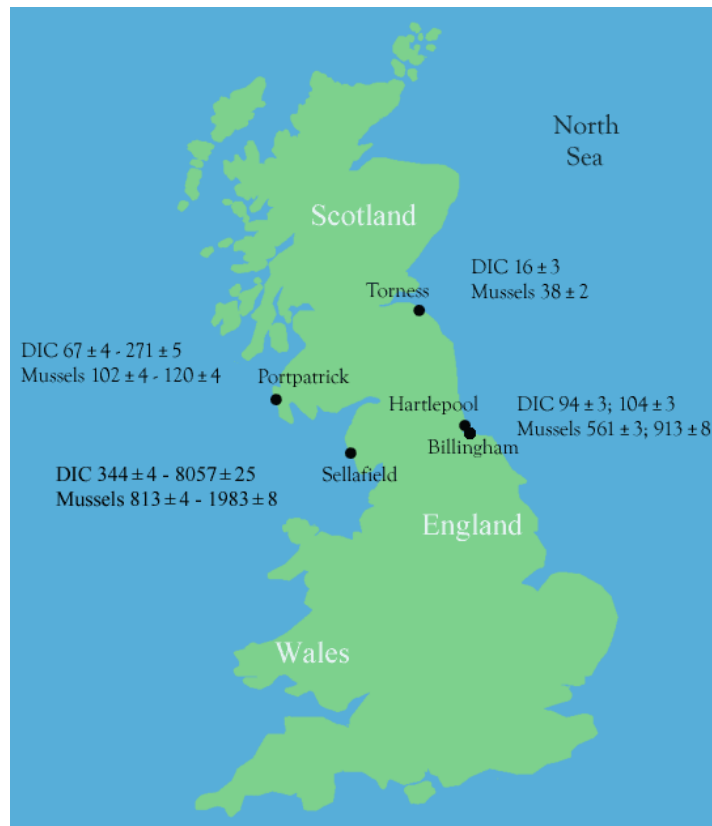 North
Sea
Scotland
DIC 16 ± 3
Mussels 38 ± 2
Torness
DIC 67 ± 4 - 271 ± 5
Mussels 102 ± 4 - 120 ± 4
Portpatrick
Hartlepool
Billingham
DIC 94 ± 3; 104 ± 3
Mussels 561 ± 3; 913 ± 8
Sellafield
DIC 344 ± 4 - 8057 ± 25
Mussels 813 ± 4 - 1983 ± 8
England
Wales